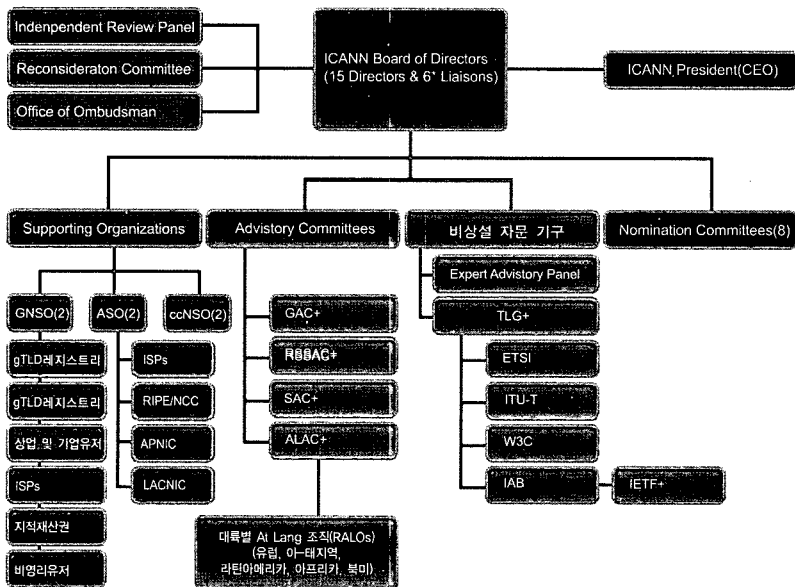 Indenpendent Review Panel
Reconsideraton Committee
Office of Ombudsman
ICANN Board of Directors
(15 Directors & 6* Liaisons)
ICANN President(CEO)
Supporting Organizations
Advistory Committees
비상설 자문 기구
Nomination Committees(8)
GNSO(2)
ASO(2)
ccNSO(2)
gTLD레지스트리
gTLD레지스트리
상업 및 기업유저
ISPs
지적재산권
비영리유저
ISPs
RIPE/NCC
APNIC
LACNIC
GAC+
RSSAC+
SAC+
ALAC+
대륙별 At Lang 조직(RALOs)
(유럽, 아-태지역,
라틴아메리카, 아프리카, 북미)
Expert Advisory Panel
TLG+
ETSI
ITU-T
W3C
IAB
IETF+